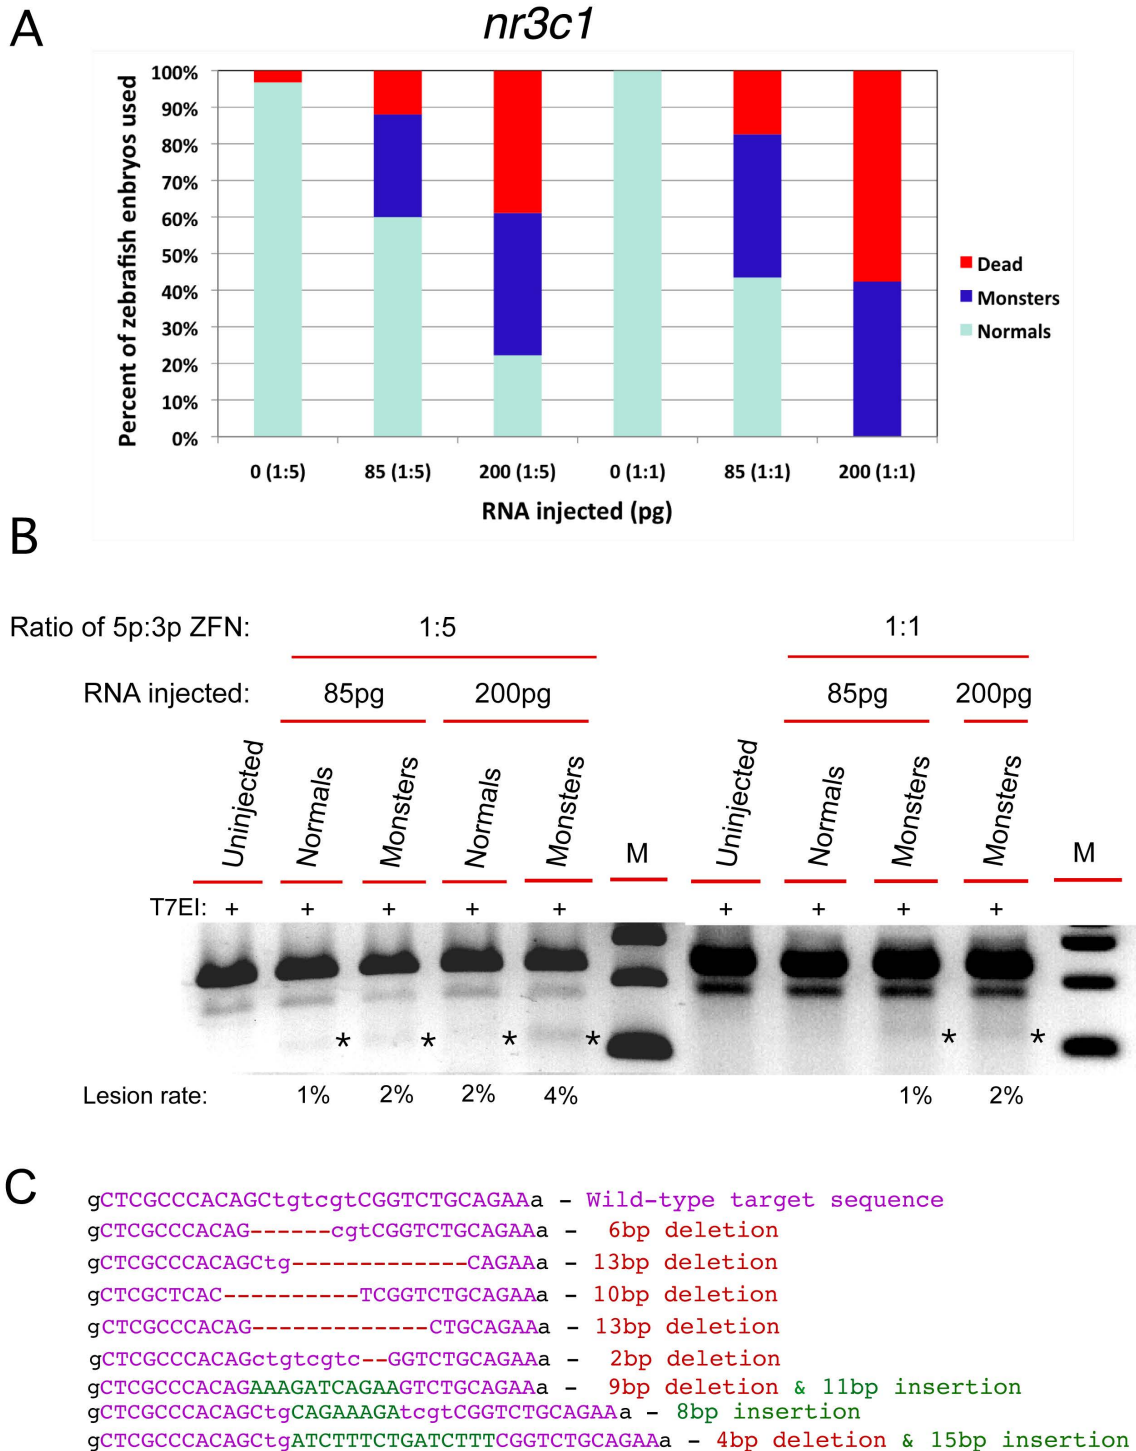 A
nr3c1
Percent of zebrafish enbryos used
100%
90%
80%
70%
60%
50%
40%
30%
20%
10%
0%
0 (1:5) 85 (1:5) 200 (1:5) 0 (1:1) 85 (1:1) 200 (1:1)
RNA injected (pg)
Dead
Monsters
Normals
B
Ratio of 5p:3p ZFN: 1:5 1:1
RNA injected: 85pg 200pg 85pg 200pg
Uninjected Normals Monsters Normals Monsters M Uninjected Normals Monsters Monsters M
T7EI: + + + + + + + + +
* * * * * *
Lesion rate: 1% 2% 2% 4% 1% 2%
C
gCTCGCCCACAGCtgtcgtCGGTCTGCAGAAa – Wild-type target sequence
gCTCGCCCACAG------cgtCGGTCTGCAGAAa – 6bp deletion
gCTCGCCCACAGCtg-------------CAGAAa – 13bp deletion
gCTCGCTCAC----------TCGGTCTGCAGAAa – 10bp deletion
gCTCGCCCACAG-------------CTGCAGAAa – 13bp deletion
gCTCGCCCACAGctgtcgtc--GGTCTGCAGAAa – 2bp deletion
gCTCGCCCACAGAAAGATCAGAAGTCTGCAGAAa – 9bp deletion & 11bp insertion
gCTCGCCCACAGCtgCAGAAAGAtcgtCGGTCTGCAGAAa – 8bp insertion
gCTCGCCCACAGCtgATCTTTCTGATCTTTCGGTCTGCAGAAa – 4bp deletion & 15bp insertion